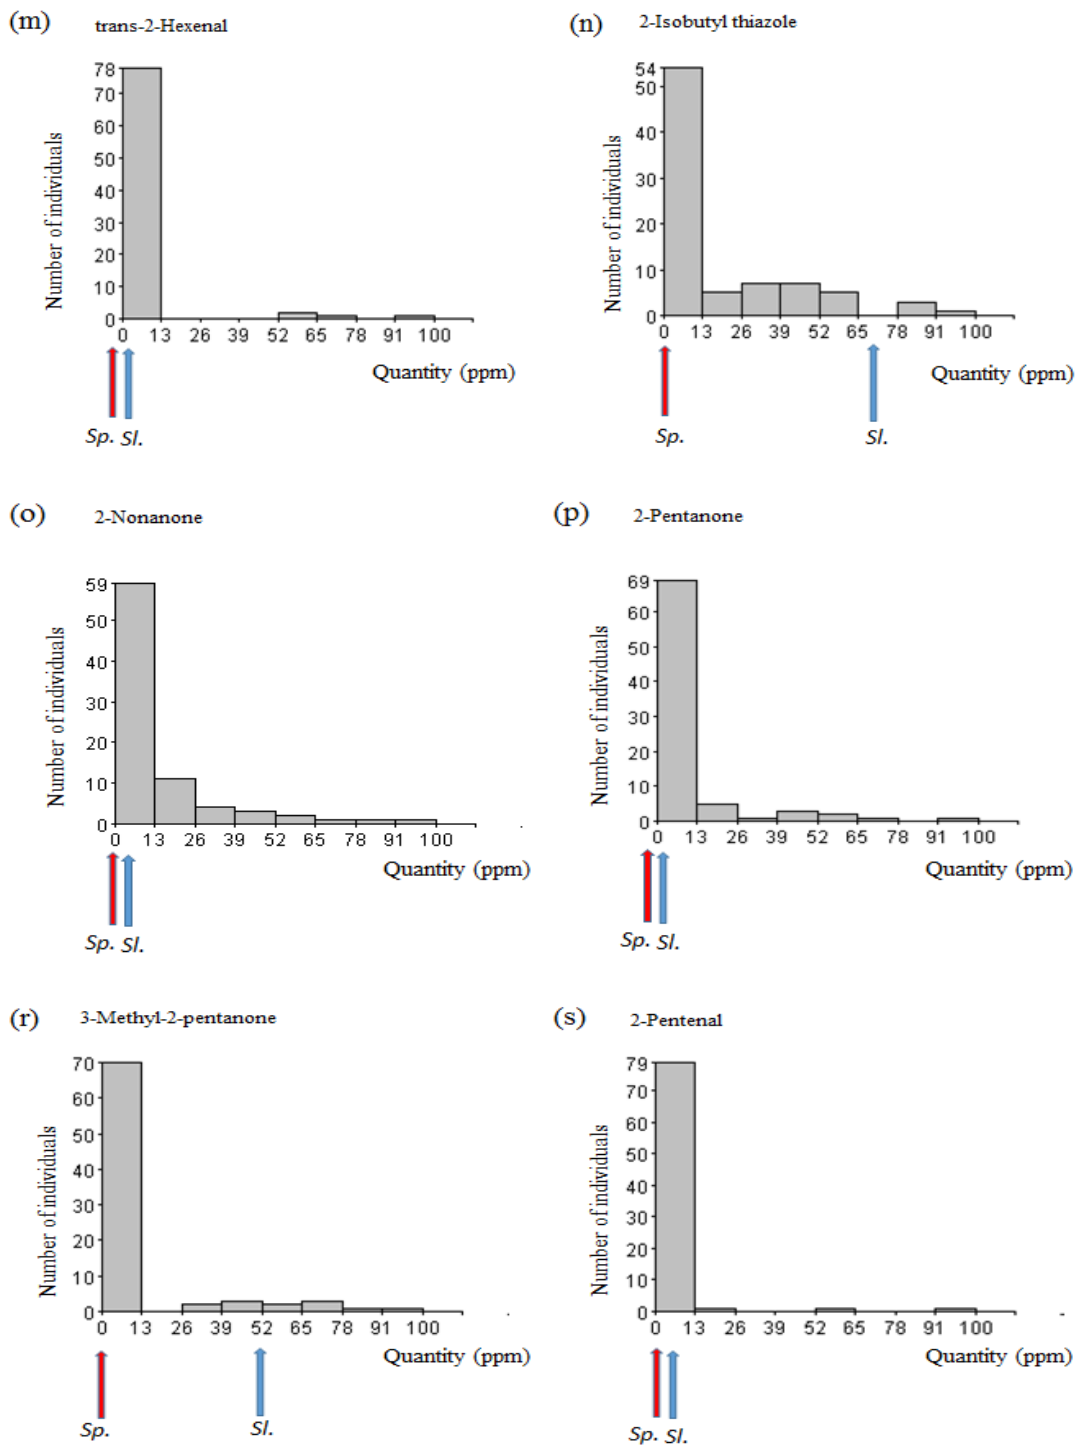 (m) trans-2-Hexenal
78
70
60
50
40
30
20
10
0
Number of individuals
0 13 26 39 52 65 78 91 100
Quantity (ppm)
Sp. Sl.
(n) 2-Isobutyl thiazole
54
50
40
30
20
10
0
Number of individuals
0 13 26 39 52 65 78 91 100
Quantity (ppm)
Sp. Sl.
(o) 2-Nonanone
59
50
40
30
20
10
0
Number of individuals
0 13 26 39 52 65 78 91 100
Quantity (ppm)
Sp. Sl.
(p) 2-Pentanone
69
60
50
40
30
20
10
0
Number of individuals
0 13 26 39 52 65 78 91 100
Quantity (ppm)
Sp. Sl.
(r) 3-Methyl-2-pentanone
70
60
50
40
30
20
10
0
Number of individuals
0 13 26 39 52 65 78 91 100
Quantity (ppm)
Sp. Sl.
(s) 2-Pentenal
79
70
60
50
40
30
20
10
0
Number of individuals
0 13 26 39 52 65 78 91 100
Quantity (ppm)
Sp. Sl.